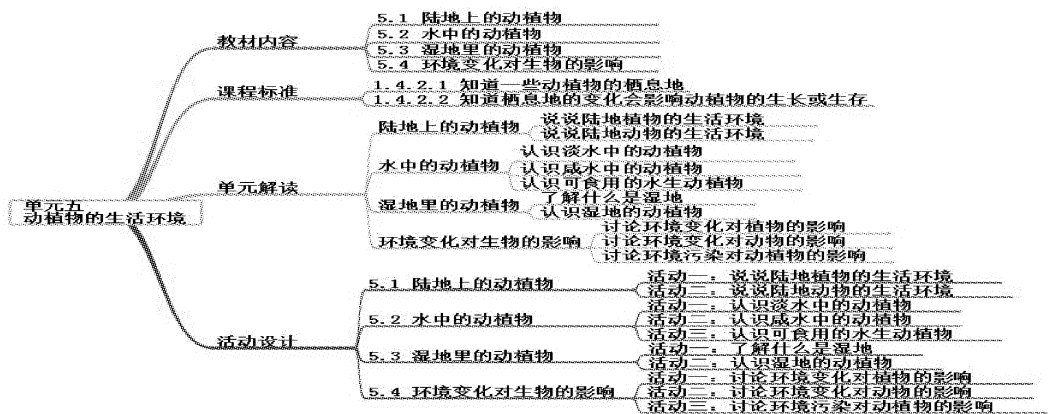 单元五
动植物的生活环境
教材内容
5.1 陆地上的动植物
5.2 水中的动植物
5.3 湿地里的动植物
5.4 环境变化对生物的影响
课程标准
1.4.2.1 知道一些动植物的栖息地
1.4.2.2 知道栖息地的变化会影响动植物的生长或生存
单元解读
陆地上的动植物
说说陆地植物的生活环境
说说陆地动物的生活环境
水中的动植物
认识淡水中的动植物
认识咸水中的动植物
认识可食用的水生动植物
湿地里的动植物
了解什么是湿地
认识湿地的动植物
环境变化对生物的影响
讨论环境变化对植物的影响
讨论环境变化对动物的影响
讨论环境污染对动植物的影响
活动设计
5.1 陆地上的动植物
活动一：说说陆地植物的生活环境
活动二：说说陆地动物的生活环境
5.2 水中的动植物
活动一：认识淡水中的动植物
活动二：认识咸水中的动植物
活动三：认识可食用的水生动植物
5.3 湿地里的动植物
活动一：了解什么是湿地
活动二：认识湿地的动植物
5.4 环境变化对生物的影响
活动一：讨论环境变化对植物的影响
活动二：讨论环境变化对动物的影响
活动三：讨论环境污染对动植物的影响